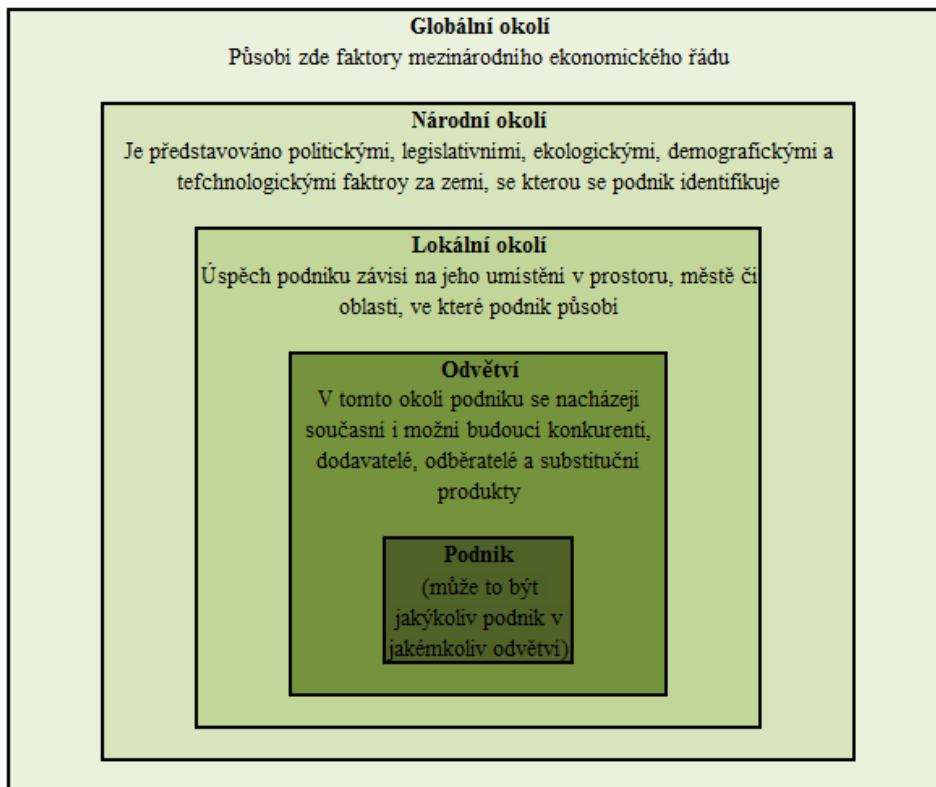 Globální okolí
Působí zde faktory mezinárodního ekonomického řádu
Národní okolí
Je představováno politickými, legislativními, ekologickými, demografickými a
tefchnologickými faktroy za zemi, se kterou se podnik identifikuje
Lokální okolí
Úspěch podniku závisí na jeho umístění v prostoru, městě či
oblasti, ve které podnik působí
Odvětví
V tomto okolí podniku se nacházejí
současní i možní budoucí konkurenti,
dodavatelé, odběratelé a substituční
produkty
Podnik
(může to být
jakýkoliv podnik v
jakémkoliv odvětví)